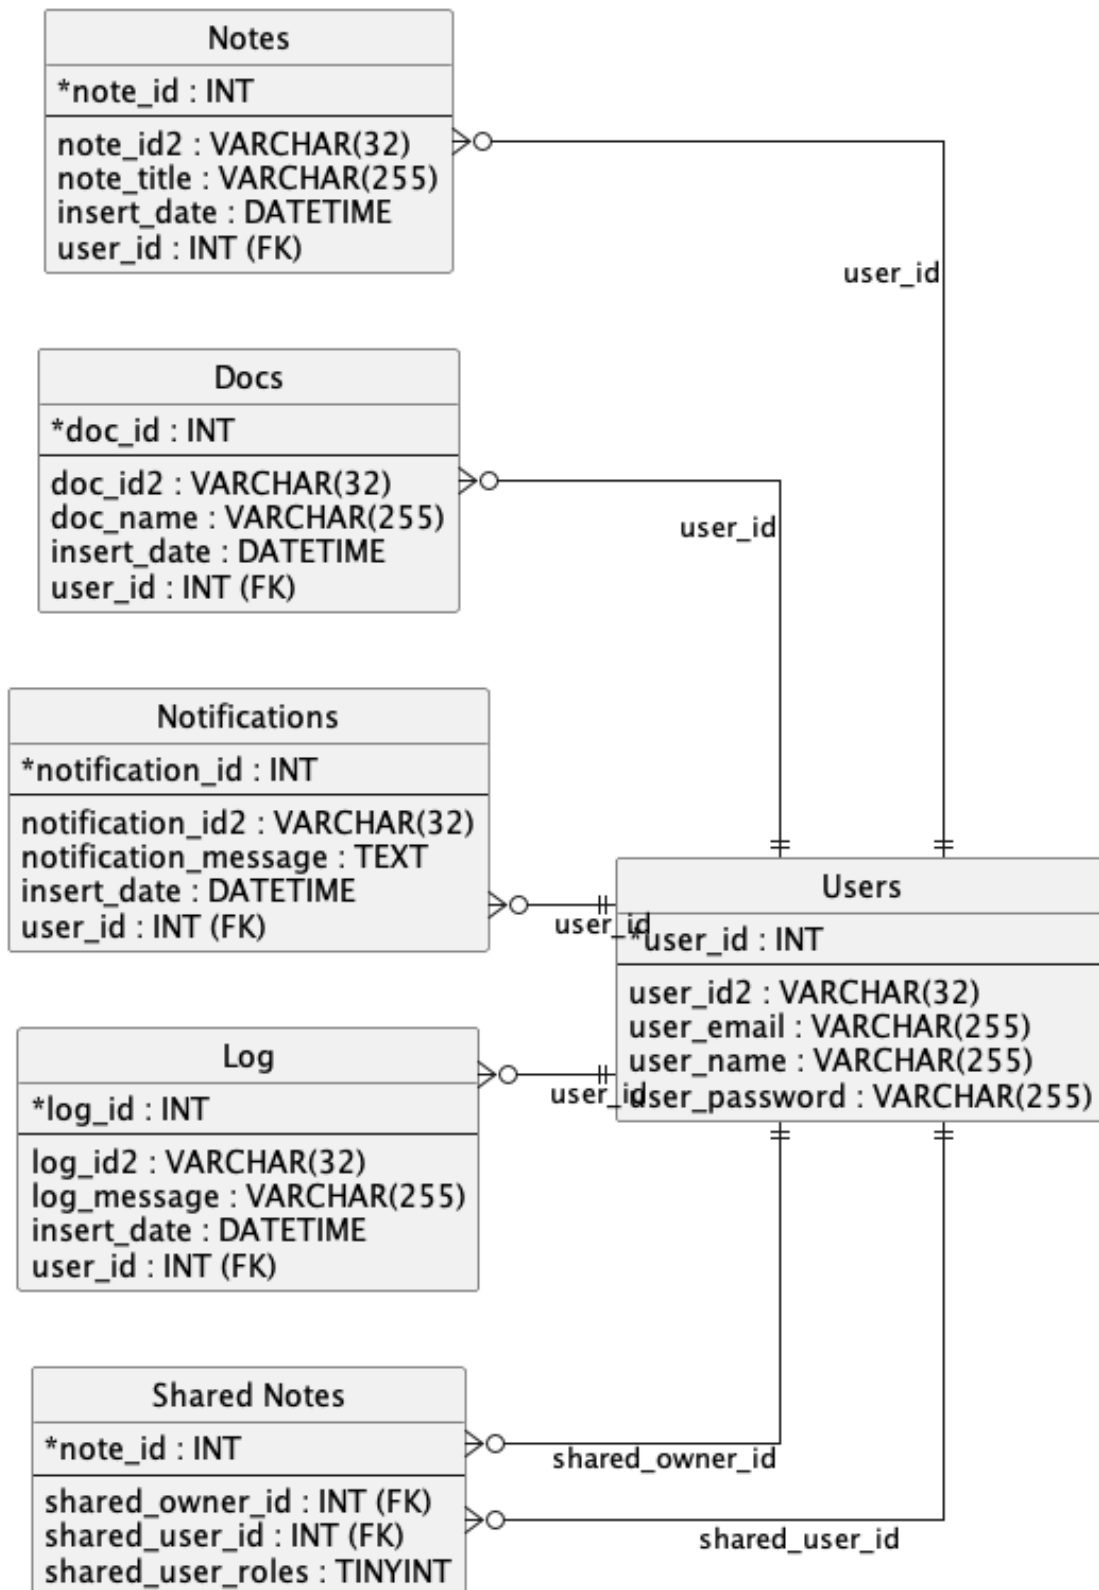 Notes
*note_id : INT
note_id2 : VARCHAR(32)
note_title : VARCHAR(255)
insert_date : DATETIME
user_id : INT (FK)
user_id
Docs
*doc_id : INT
doc_id2 : VARCHAR(32)
doc_name : VARCHAR(255)
insert_date : DATETIME
user_id : INT (FK)
user_id
Notifications
*notification_id : INT
notification_id2 : VARCHAR(32)
notification_message : TEXT
insert_date : DATETIME
user_id : INT (FK)
user_id
Users
*user_id : INT
user_id2 : VARCHAR(32)
user_email : VARCHAR(255)
user_name : VARCHAR(255)
user_password : VARCHAR(255)
Log
*log_id : INT
log_id2 : VARCHAR(32)
log_message : VARCHAR(255)
insert_date : DATETIME
user_id : INT (FK)
user_id
Shared Notes
*note_id : INT
shared_owner_id : INT (FK)
shared_user_id : INT (FK)
shared_user_roles : TINYINT
shared_owner_id
shared_user_id